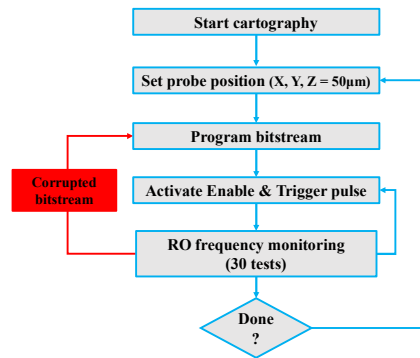 Start cartography
Set probe position (X, Y, Z = 50µm)
Program bitstream
Corrupted
bitstream
Activate Enable & Trigger pulse
RO frequency monitoring
(30 tests)
Done
?